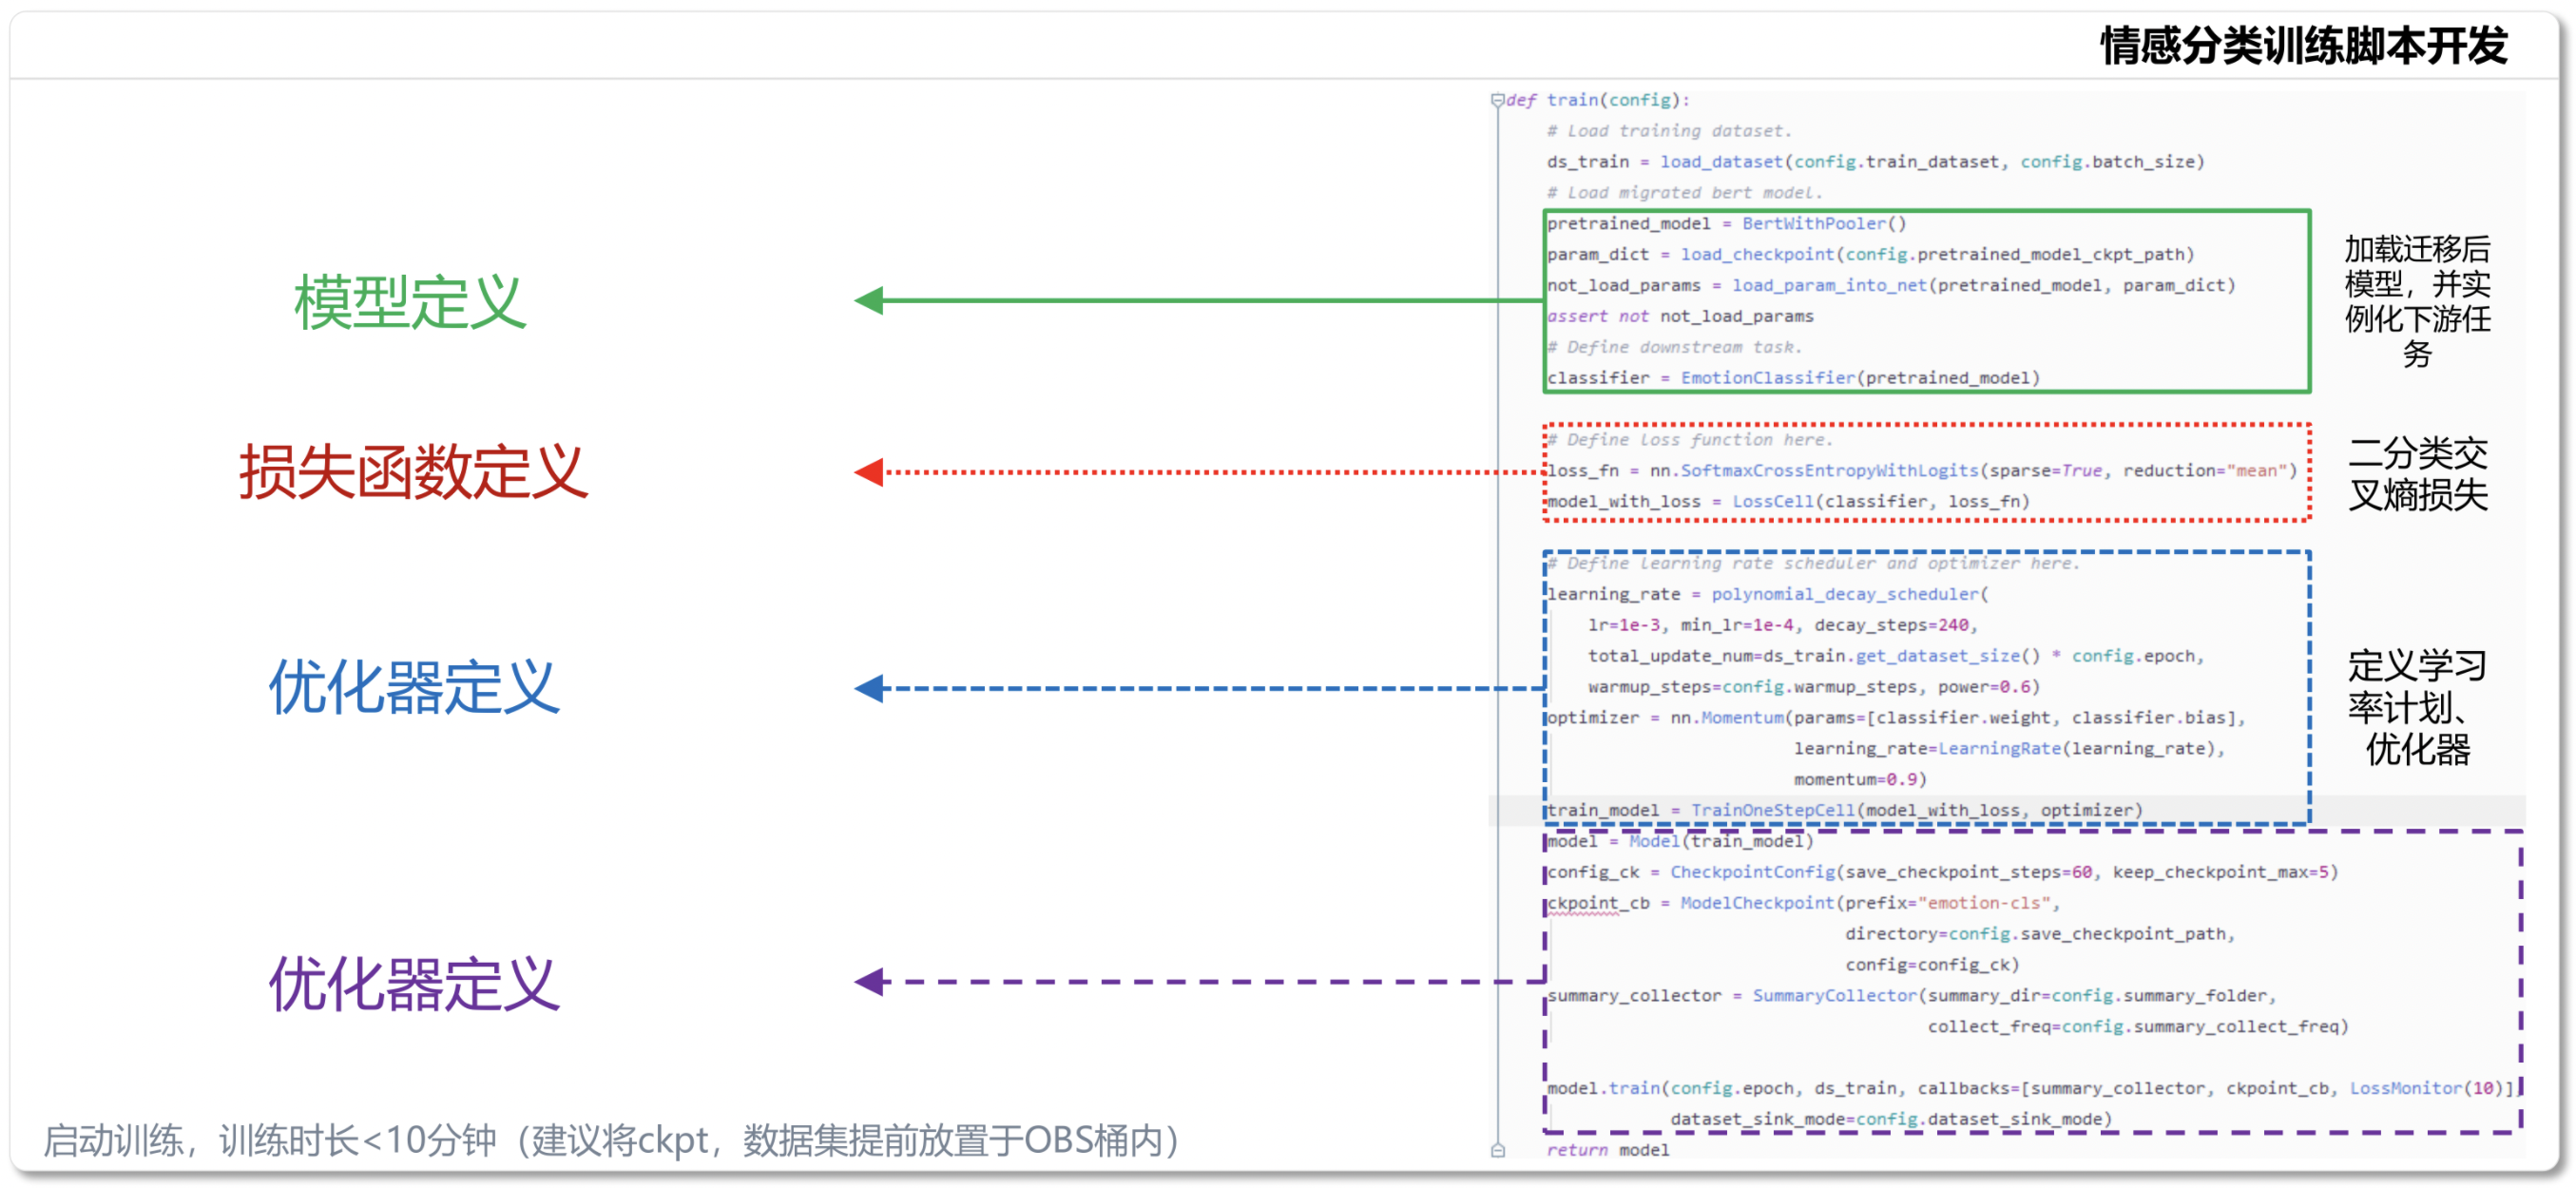 情感分类训练脚本开发
def train(config):
# Load training dataset.
ds_train = load_dataset(config.train_dataset, config.batch_size)
# Load migrated bert model.
pretrained_model = BertWithPooler()
param_dict = load_checkpoint(config.pretrained_model_ckpt_path)
not_load_params = load_param_into_net(pretrained_model, param_dict)
assert not not_load_params
# Define downstream task.
classifier = EmotionClassifier(pretrained_model)
模型定义
加载迁移后
模型，并实
例化下游任
务
# Define loss function here.
loss_fn = nn.SoftmaxCrossEntropyWithLogits(sparse=True, reduction="mean")
model_with_loss = LossCell(classifier, loss_fn)
损失函数定义
二分类交
叉熵损失
# Define learning rate scheduler and optimizer here.
learning_rate = polynomial_decay_scheduler(
lr=1e-3, min_lr=1e-4, decay_steps=240,
total_update_num=ds_train.get_dataset_size() * config.epoch,
warmup_steps=config.warmup_steps, power=0.6)
optimizer = nn.Momentum(params=[classifier.weight, classifier.bias],
learning_rate=LearningRate(learning_rate),
momentum=0.9)
train_model = TrainOneStepCell(model_with_loss, optimizer)
优化器定义
定义学习
率计划、
优化器
model = Model(train_model)
config_ck = CheckpointConfig(save_checkpoint_steps=60, keep_checkpoint_max=5)
ckpoint_cb = ModelCheckpoint(prefix="emotion-cls",
directory=config.save_checkpoint_path,
config=config_ck)
summary_collector = SummaryCollector(summary_dir=config.summary_folder,
collect_freq=config.summary_collect_freq)
model.train(config.epoch, ds_train, callbacks=[summary_collector, ckpoint_cb, LossMonitor(10)],
dataset_sink_mode=config.dataset_sink_mode)
return model
优化器定义
启动训练，训练时长<10分钟（建议将ckpt，数据集提前放置于OBS桶内）